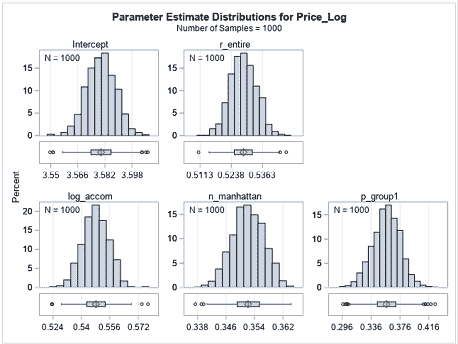 Parameter Estimate Distributions for Price_Log
Number of Samples = 1000
Intercept
r_entire
N = 1000
N = 1000
15
10
5
0
15
10
5
0
3.55 3.566 3.582 3.598
0.5113 0.5238 0.5363
Percent
log_accom
n_manhattan
p_group1
N = 1000
N = 1000
N = 1000
20
15
10
5
0
15
10
5
0
15
10
5
0
0.524 0.54 0.556 0.572
0.338 0.346 0.354 0.362
0.296 0.336 0.376 0.416